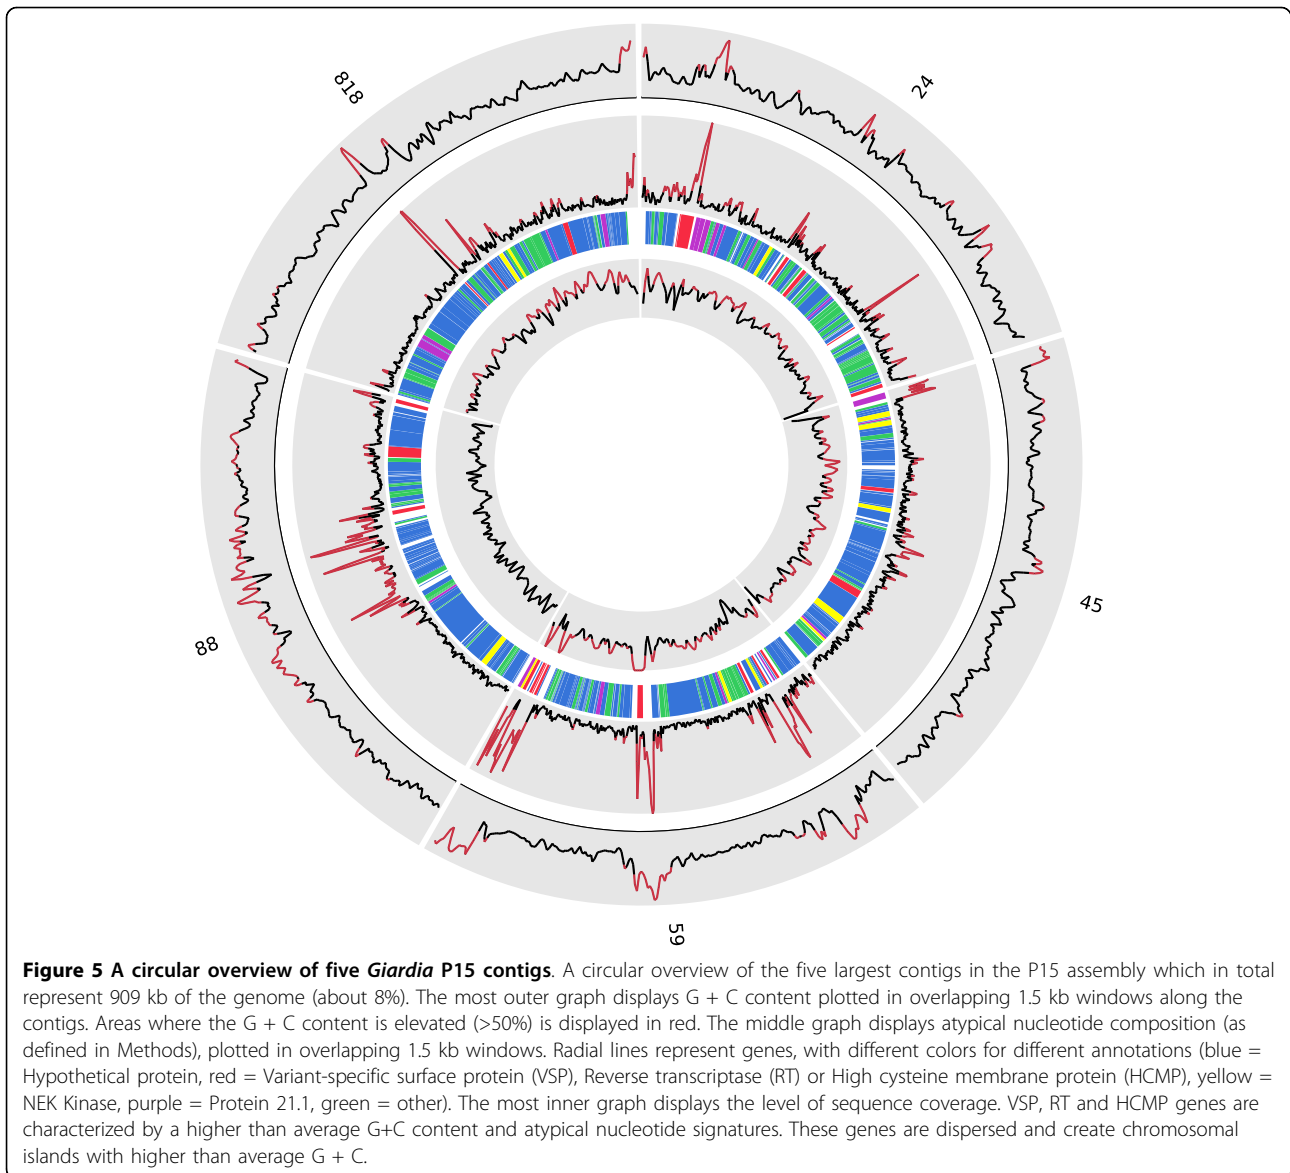 818
24
45
88
59
Figure 5 A circular overview of five Giardia P15 contigs. A circular overview of the five largest contigs in the P15 assembly which in total
represent 909 kb of the genome (about 8%). The most outer graph displays G + C content plotted in overlapping 1.5 kb windows along the
contigs. Areas where the G + C content is elevated (>50%) is displayed in red. The middle graph displays atypical nucleotide composition (as
defined in Methods), plotted in overlapping 1.5 kb windows. Radial lines represent genes, with different colors for different annotations (blue =
Hypothetical protein, red = Variant-specific surface protein (VSP), Reverse transcriptase (RT) or High cysteine membrane protein (HCMP), yellow =
NEK Kinase, purple = Protein 21.1, green = other). The most inner graph displays the level of sequence coverage. VSP, RT and HCMP genes are
characterized by a higher than average G+C content and atypical nucleotide signatures. These genes are dispersed and create chromosomal
islands with higher than average G + C.